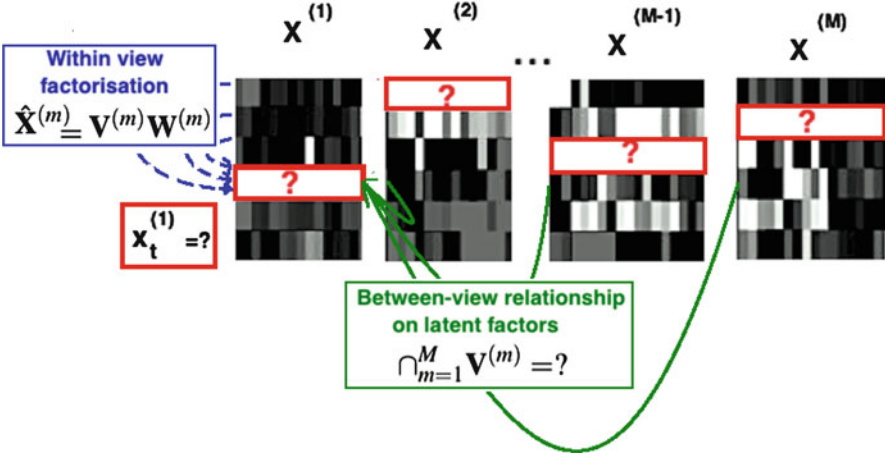 X^(1) X^(2) ... X^(M-1) X^(M)
Within view
factorisation
X̂^(m) = V^(m) W^(m)
?
?
?
?
x_t^(1) =?
Between-view relationship
on latent factors
∩_{m=1}^M V^(m) =?